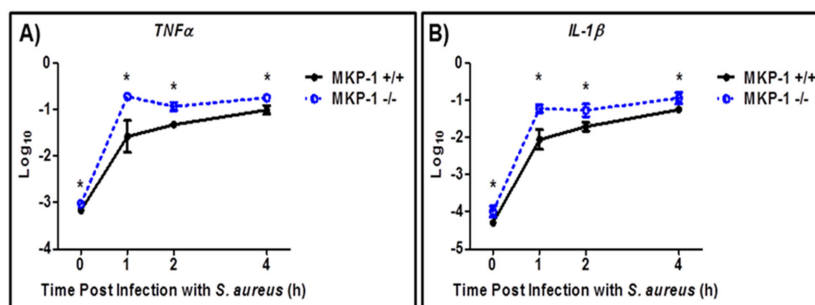 A) TNFα
* * * *
MKP-1 +/+
MKP-1 -/-
Log10
0
-1
-2
-3
-4
0 1 2 4
Time Post Infection with S. aureus (h)
B) IL-1β
* * * *
MKP-1 +/+
MKP-1 -/-
Log10
0
-1
-2
-3
-4
-5
0 1 2 4
Time Post Infection with S. aureus (h)